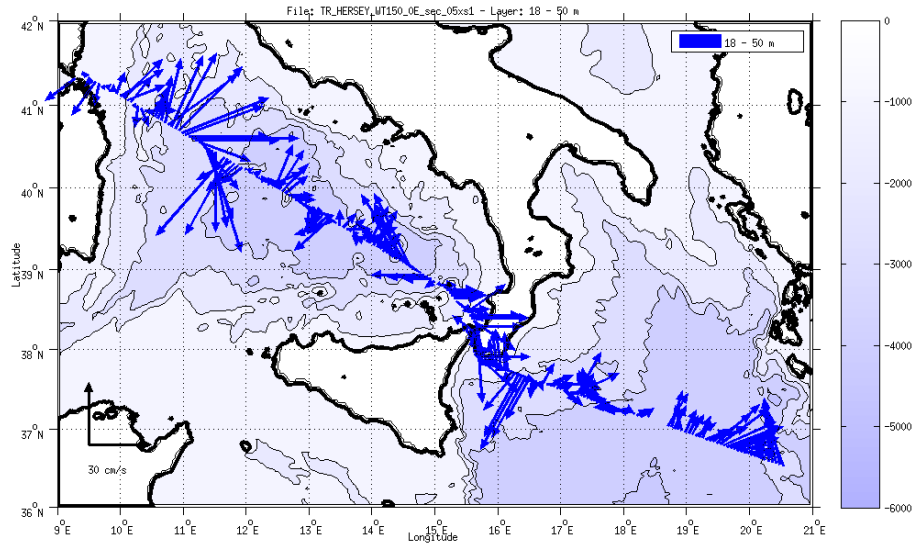 File: TR_HERSEY_WT150_0E_sec_05xs1 - Layer: 18 - 50 m
18 - 50 m
42°N
41°N
40°N
39°N
38°N
37°N
36°N
Latitude
30 cm/s
9°E 10°E 11°E 12°E 13°E 14°E 15°E 16°E 17°E 18°E 19°E 20°E 21°E
Longitude
0
-1000
-2000
-3000
-4000
-5000
-6000